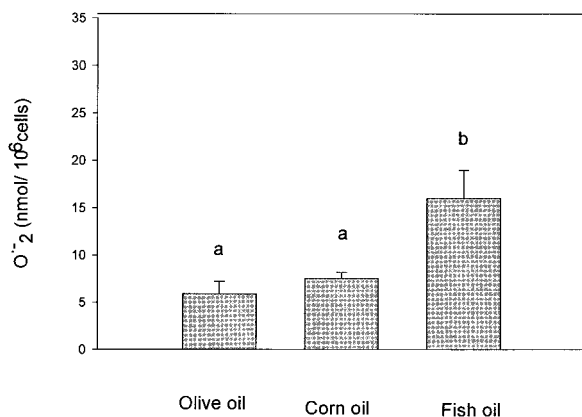 35
30
25
20
15
10
5
0
O·-2 (nmol/ 10⁶cells)
a
a
b
Olive oil
Corn oil
Fish oil